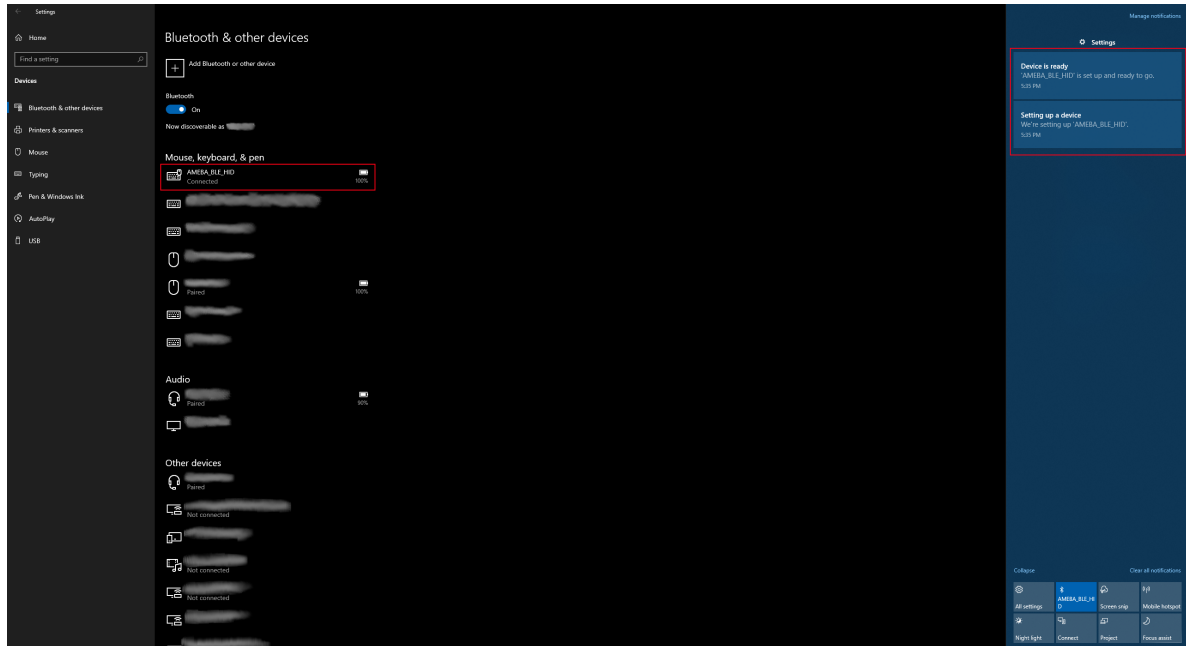 Settings
Home
Find a setting
Devices
Bluetooth & other devices
Printers & scanners
Mouse
Typing
Pen & Windows Ink
AutoPlay
USB
Bluetooth & other devices
Add Bluetooth or other device
Bluetooth
On
Now discoverable as
Mouse, keyboard, & pen
AMEBA_BLE_HID
Connected
100%
Paired
100%
Audio
Paired
90%
Other devices
Paired
Not connected
Not connected
Not connected
Manage notifications
Settings
Device is ready
'AMEBA_BLE_HID' is set up and ready to go.
5:25 PM
Setting up a device
We're setting up 'AMEBA_BLE_HID'.
5:25 PM
Collapse
Clear all notifications
All settings
AMEBA_BLE_HI
D
Screen snip
Mobile hotspot
Night light
Connect
Project
Focus assist